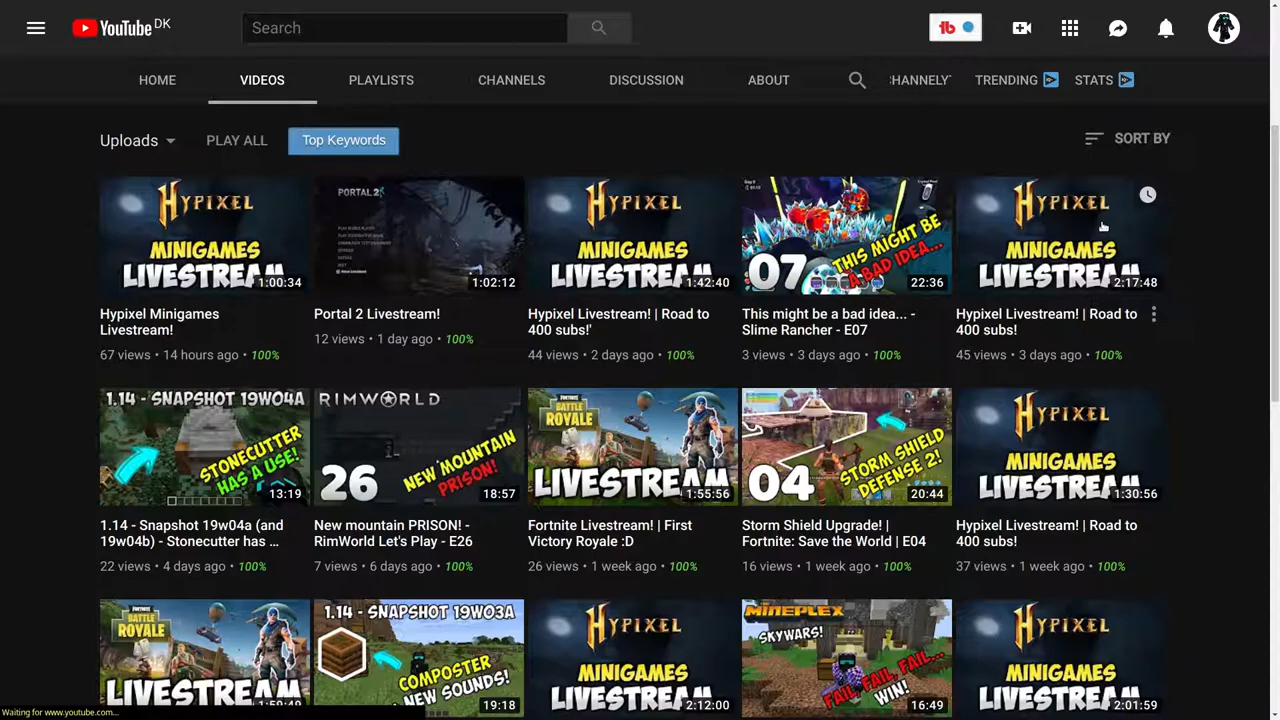 YouTube DK
Search
tb
HOME
VIDEOS
PLAYLISTS
CHANNELS
DISCUSSION
ABOUT
HANNELY
TRENDING
STATS
Uploads
PLAY ALL
Top Keywords
SORT BY
HYPIXEL
MINIGAMES
LIVESTREAM
1:00:34
Hypixel Minigames
Livestream!
67 views • 14 hours ago • 100%
PORTAL 2
1:02:12
Portal 2 Livestream!
12 views • 1 day ago • 100%
HYPIXEL
MINIGAMES
LIVESTREAM
1:42:40
Hypixel Livestream! | Road to
400 subs!'
44 views • 2 days ago • 100%
THIS MIGHT BE
A BAD IDEA...
07
22:36
This might be a bad idea... -
Slime Rancher - E07
3 views • 3 days ago • 100%
HYPIXEL
MINIGAMES
LIVESTREAM
2:17:48
Hypixel Livestream! | Road to
400 subs!
45 views • 3 days ago • 100%
1.14 - SNAPSHOT 19W04A
STONECUTTER
HAS A USE!
13:19
1.14 - Snapshot 19w04a (and
19w04b) - Stonecutter has ...
22 views • 4 days ago • 100%
RIMWORLD
NEW MOUNTAIN
PRISON!
26
18:57
New mountain PRISON! -
RimWorld Let's Play - E26
7 views • 6 days ago • 100%
FORTNITE
BATTLE
ROYALE
LIVESTREAM
1:55:56
Fortnite Livestream! | First
Victory Royale :D
26 views • 1 week ago • 100%
STORM SHIELD
DEFENSE 2!
04
20:44
Storm Shield Upgrade! |
Fortnite: Save the World | E04
16 views • 1 week ago • 100%
HYPIXEL
MINIGAMES
LIVESTREAM
1:30:56
Hypixel Livestream! | Road to
400 subs!
37 views • 1 week ago • 100%
FORTNITE
BATTLE
ROYALE
LIVESTREAM
1:59:49
1.14 - SNAPSHOT 19W03A
COMPOSTER
NEW SOUNDS!
19:18
HYPIXEL
MINIGAMES
LIVESTREAM
2:12:00
MINEPLEX
SKYWARS!
FAIL, FAIL, FAIL...
WIN!
16:49
HYPIXEL
MINIGAMES
LIVESTREAM
2:01:59
Waiting for www.youtube.com...